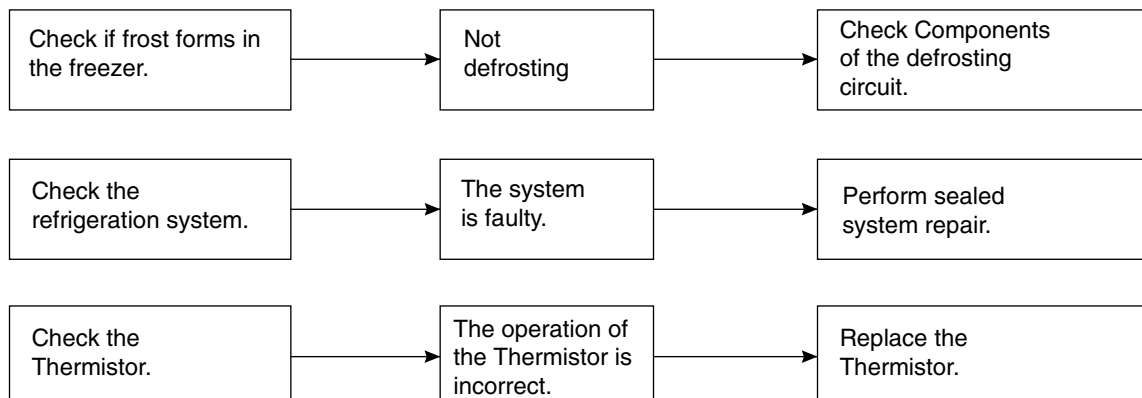 Check if frost forms in
the freezer.
Not
defrosting
Check Components
of the defrosting
circuit.
Check the
refrigeration system.
The system
is faulty.
Perform sealed
system repair.
Check the
Thermistor.
The operation of
the Thermistor is
incorrect.
Replace the
Thermistor.